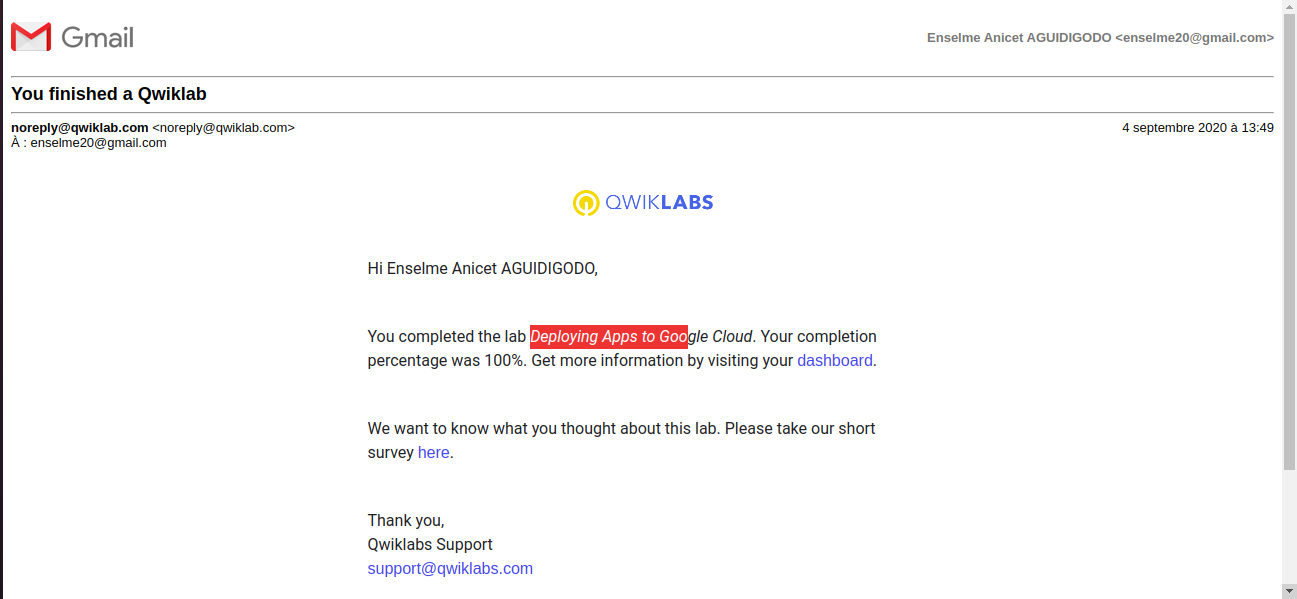 Gmail
Enselme Anicet AGUIDIGODO <enselme20@gmail.com>
You finished a Qwiklab
noreply@qwiklab.com <noreply@qwiklab.com>
4 septembre 2020 à 13:49
À : enselme20@gmail.com
QWIKLABS
Hi Enselme Anicet AGUIDIGODO,
You completed the lab Deploying Apps to Google Cloud. Your completion
percentage was 100%. Get more information by visiting your dashboard.
We want to know what you thought about this lab. Please take our short
survey here.
Thank you,
Qwiklabs Support
support@qwiklabs.com